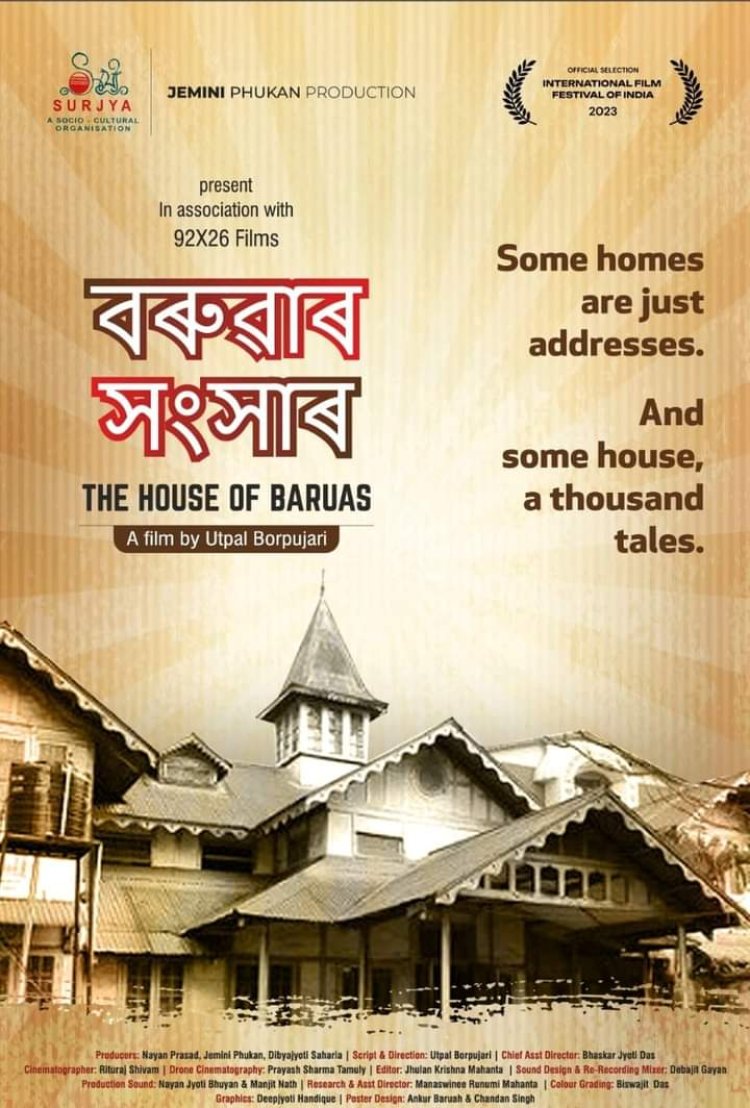 SURJYA
A SOCIO - CULTURAL
ORGANISATION
JEMINI PHUKAN PRODUCTION
OFFICIAL SELECTION
INTERNATIONAL FILM
FESTIVAL OF INDIA
2023
present
In association with
92X26 Films
বৰুৱাৰ
সংসাৰ
THE HOUSE OF BARUAS
A film by Utpal Borpujari
Some homes
are just
addresses.
And
some house,
a thousand
tales.
Producers: Nayan Prasad, Jemini Phukan, Dibyajyoti Saharia | Script & Direction: Utpal Borpujari | Chief Asst Director: Bhaskar Jyoti Das
Cinematographer: Rituraj Shivam | Drone Cinematography: Prayash Sharma Tamuly | Editor: Jhulan Krishna Mahanta | Sound Design & Re-Recording Mixer: Debajit Gayan
Production Sound: Nayan Jyoti Bhuyan & Manjit Nath | Research & Asst Director: Manaswinee Runumi Mahanta | Colour Grading: Biswajit Das
Graphics: Deepjyoti Handique | Poster Design: Ankur Baruah & Chandan Singh